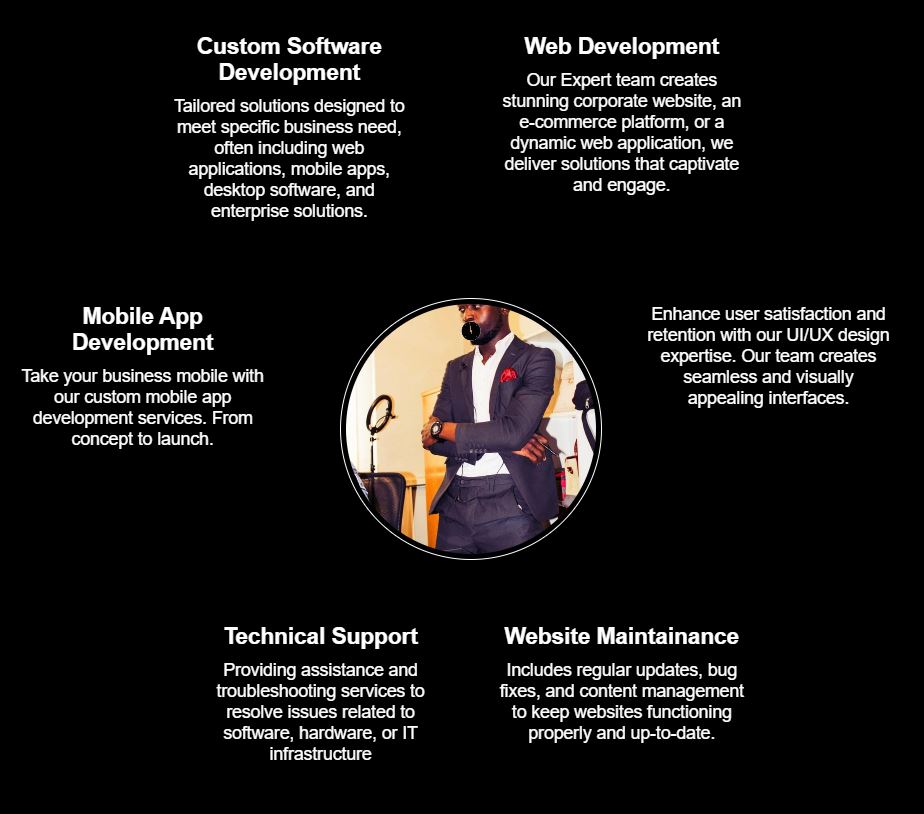 Custom Software
Development
Tailored solutions designed to
meet specific business need,
often including web
applications, mobile apps,
desktop software, and
enterprise solutions.
Web Development
Our Expert team creates
stunning corporate website, an
e-commerce platform, or a
dynamic web application, we
deliver solutions that captivate
and engage.
Mobile App
Development
Take your business mobile with
our custom mobile app
development services. From
concept to launch.
Enhance user satisfaction and
retention with our UI/UX design
expertise. Our team creates
seamless and visually
appealing interfaces.
Technical Support
Providing assistance and
troubleshooting services to
resolve issues related to
software, hardware, or IT
infrastructure
Website Maintainance
Includes regular updates, bug
fixes, and content management
to keep websites functioning
properly and up-to-date.